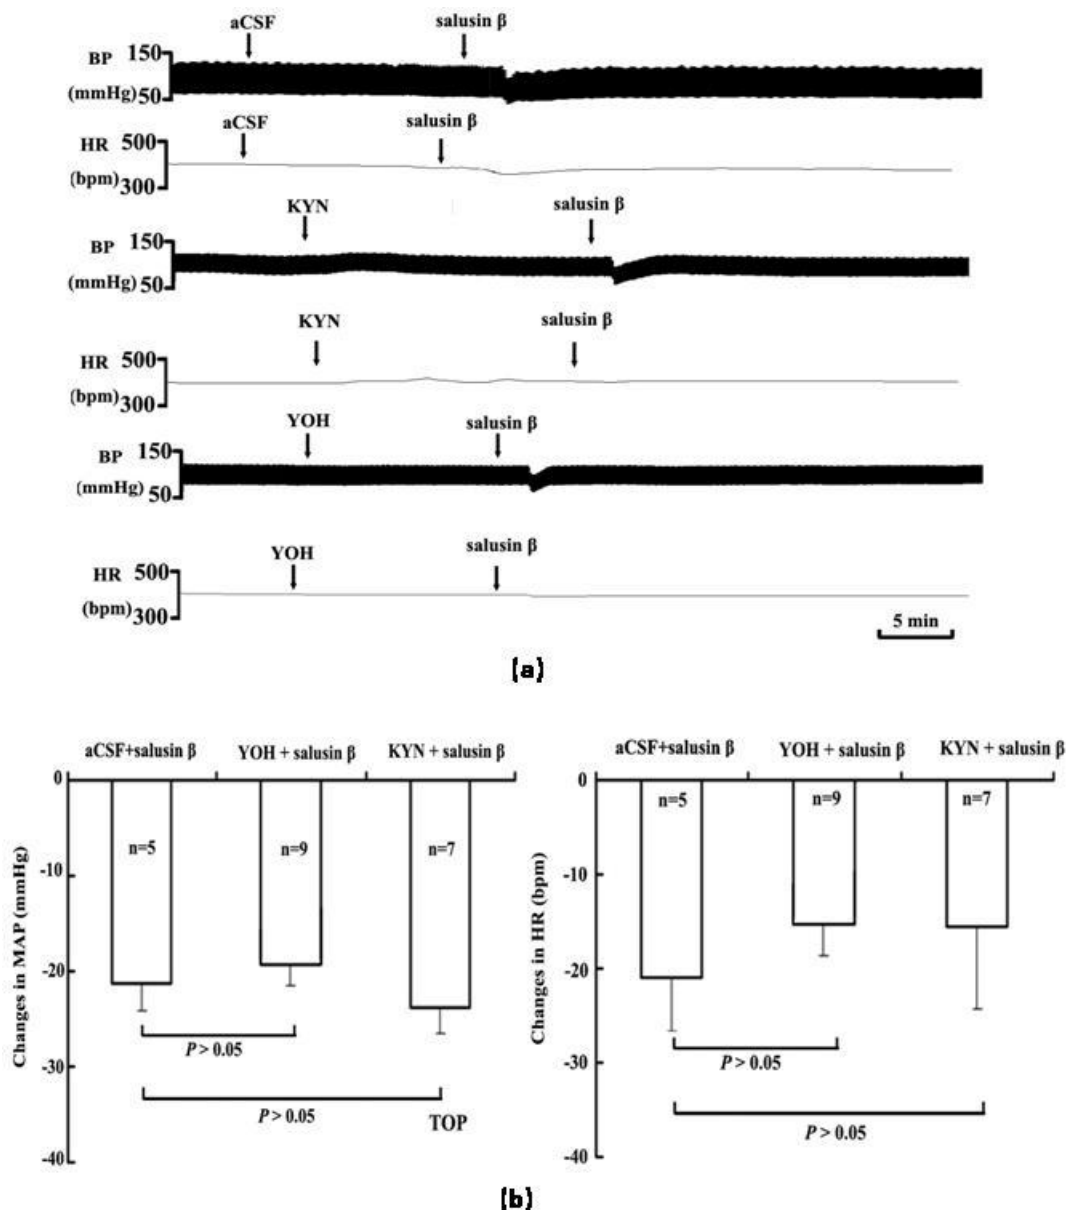 aCSF salusin β
BP 150
(mmHg) 50
aCSF salusin β
HR 500
(bpm) 300
KYN salusin β
BP 150
(mmHg) 50
KYN salusin β
HR 500
(bpm) 300
YOH salusin β
BP 150
(mmHg) 50
YOH salusin β
HR 500
(bpm) 300
5 min
(a)
aCSF+salusin β YOH + salusin β KYN + salusin β
0
-10
-20
-30
-40
Changes in MAP (mmHg)
n=5 n=9 n=7
P > 0.05
P > 0.05
TOP
aCSF+salusin β YOH + salusin β KYN + salusin β
0
-10
-20
-30
-40
Changes in HR (bpm)
n=5 n=9 n=7
P > 0.05
P > 0.05
(b)